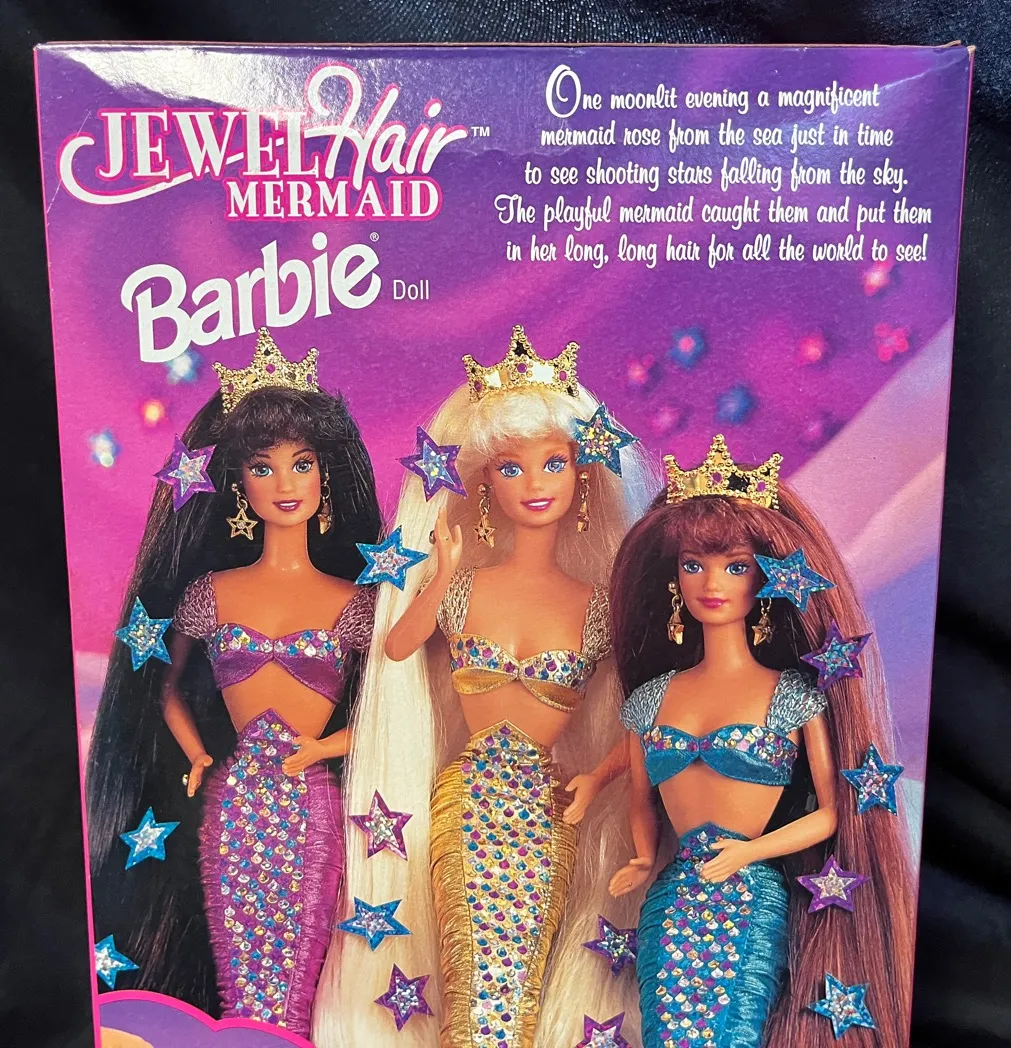 JEWEL Hair™
MERMAID
Barbie® Doll
One moonlit evening a magnificent
mermaid rose from the sea just in time
to see shooting stars falling from the sky.
The playful mermaid caught them and put them
in her long, long hair for all the world to see!